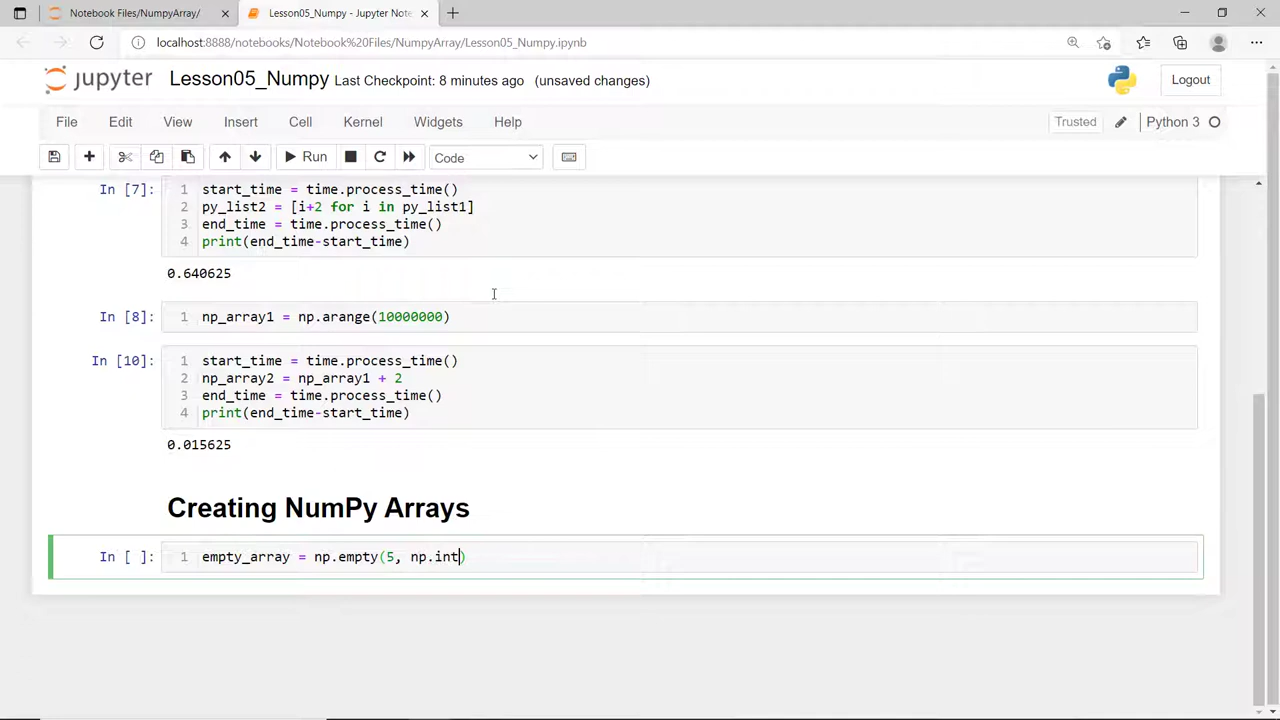 Notebook Files/NumpyArray/
Lesson05_Numpy - Jupyter Note
localhost:8888/notebooks/Notebook%20Files/NumpyArray/Lesson05_Numpy.ipynb
jupyter Lesson05_Numpy Last Checkpoint: 8 minutes ago (unsaved changes) Logout
File Edit View Insert Cell Kernel Widgets Help Trusted Python 3
Run Code
In [7]: 1 start_time = time.process_time()
2 py_list2 = [i+2 for i in py_list1]
3 end_time = time.process_time()
4 print(end_time-start_time)
0.640625
In [8]: 1 np_array1 = np.arange(10000000)
In [10]: 1 start_time = time.process_time()
2 np_array2 = np_array1 + 2
3 end_time = time.process_time()
4 print(end_time-start_time)
0.015625
Creating NumPy Arrays
In [ ]: 1 empty_array = np.empty(5, np.int)